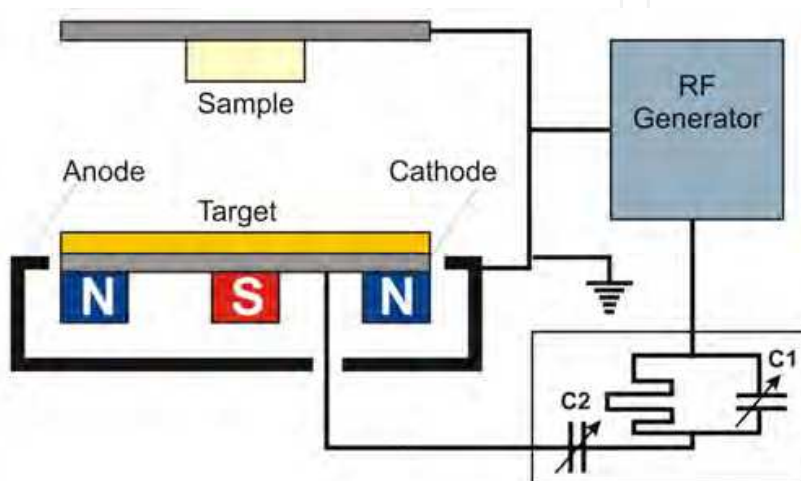 Sample
RF
Generator
Anode
Cathode
Target
N
S
N
C1
C2